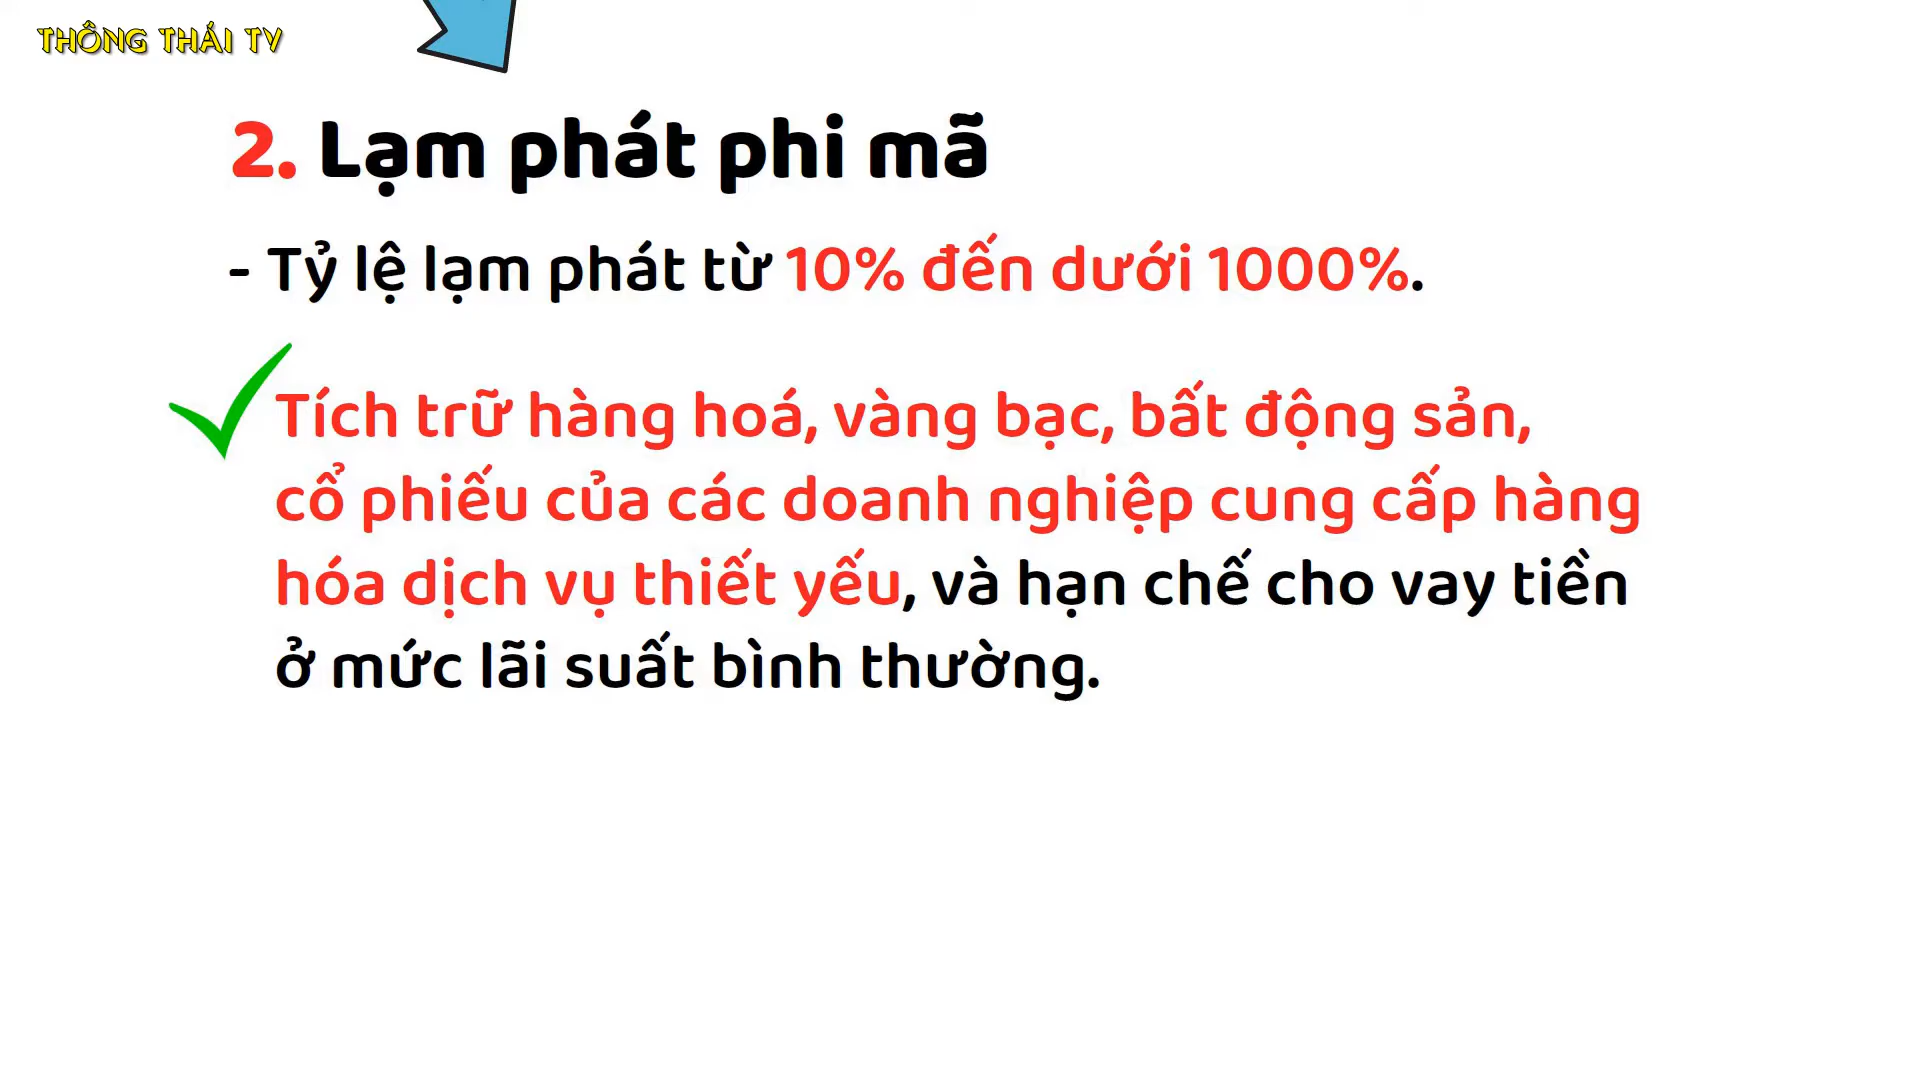 THÔNG THÁI TV
2. Lạm phát phi mã
- Tỷ lệ lạm phát từ 10% đến dưới 1000%.
Tích trữ hàng hoá, vàng bạc, bất động sản,
cổ phiếu của các doanh nghiệp cung cấp hàng
hóa dịch vụ thiết yếu, và hạn chế cho vay tiền
ở mức lãi suất bình thường.